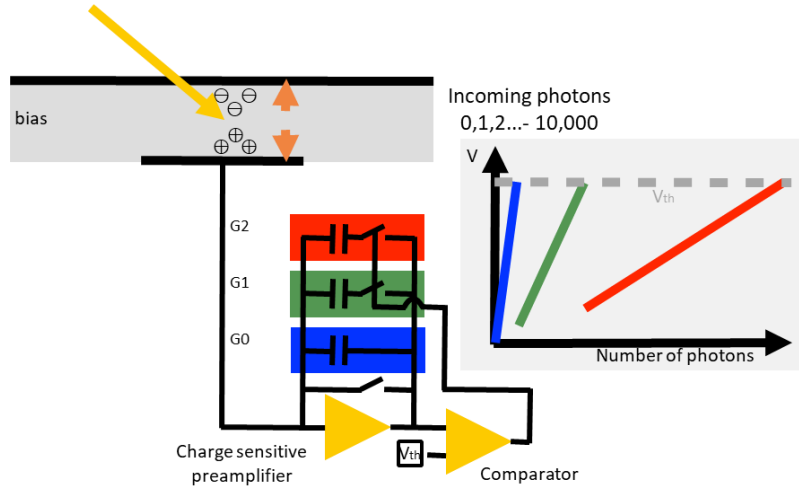 bias
Incoming photons
0,1,2...- 10,000
V
Vth
Number of photons
G2
G1
G0
Charge sensitive
preamplifier
Vth
Comparator